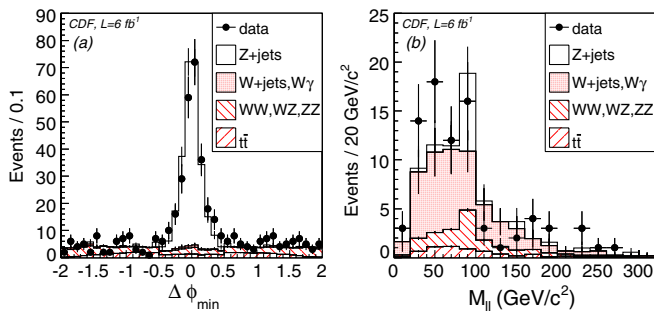 CDF, L=6 fb⁻¹
(a)
data
Z+jets
W+jets,Wγ
WW,WZ,ZZ
tt̄
Events / 0.1
90
80
70
60
50
40
30
20
10
0
-2 -1.5 -1 -0.5 0 0.5 1 1.5 2
Δ ϕmin
CDF, L=6 fb⁻¹
(b)
data
Z+jets
W+jets,Wγ
WW,WZ,ZZ
tt̄
Events / 20 GeV/c²
25
20
15
10
5
0
0 50 100 150 200 250 300
M_ll (GeV/c²)